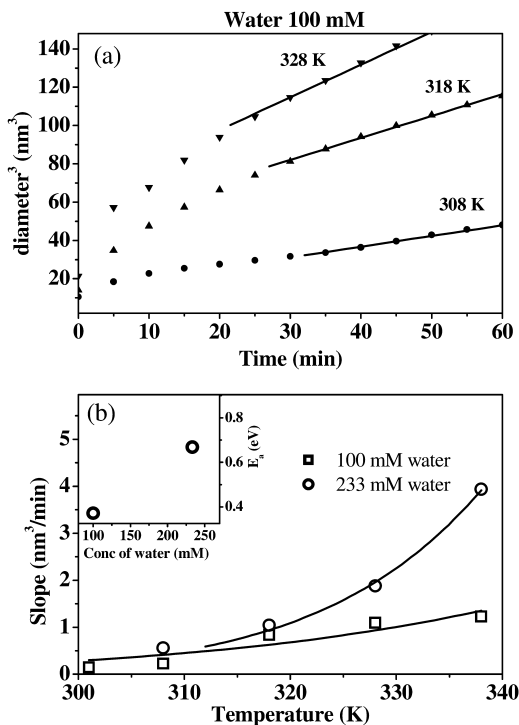 Water 100 mM
(a)
328 K
318 K
308 K
140
120
100
80
60
40
20
diameter³ (nm³)
0 10 20 30 40 50 60
Time (min)
(b)
0.8
0.6
0.4
Eₐ (eV)
100 150 200 250
Conc of water (mM)
100 mM water
233 mM water
5
4
3
2
1
0
Slope (nm³/min)
300 310 320 330 340
Temperature (K)